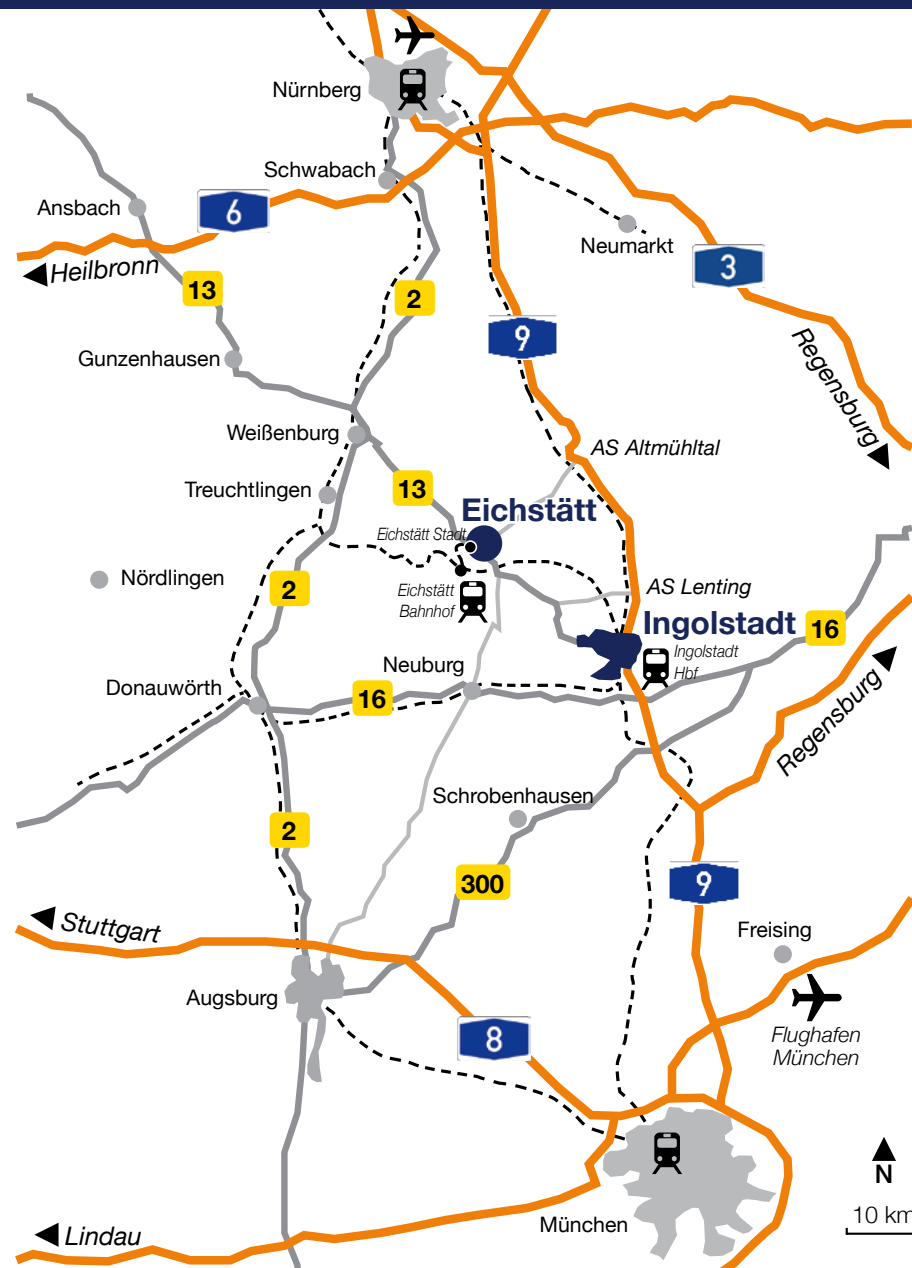 Nürnberg
Schwabach
Ansbach
6
Neumarkt
Heilbronn
3
13
2
9
Regensburg
Gunzenhausen
Weißenburg
AS Altmühltal
Treuchtlingen
13
Eichstätt
Eichstätt Stadt
Nördlingen
2
Eichstätt
Bahnhof
AS Lenting
Ingolstadt
16
Ingolstadt
Hbf
Neuburg
Donauwörth
16
Regensburg
Schrobenhausen
2
300
9
Stuttgart
Freising
Augsburg
8
Flughafen
München
N
10 km
München
Lindau